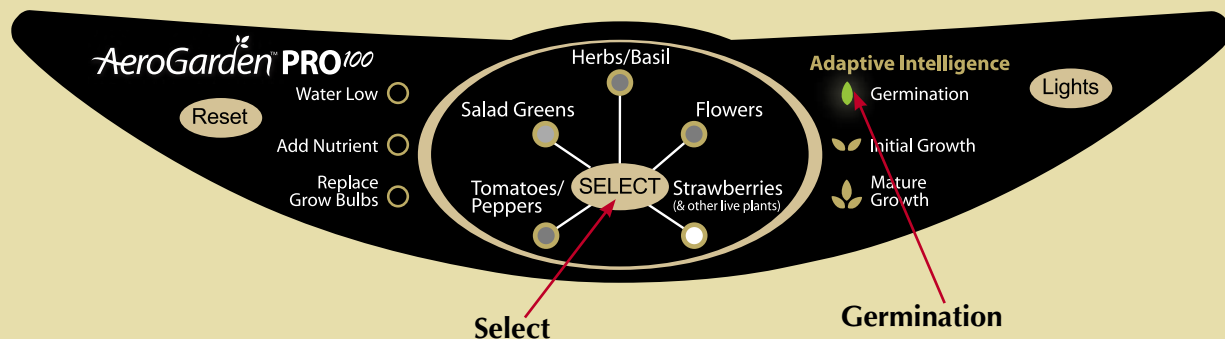 AeroGarden™ PRO100
Water Low
Reset
Add Nutrient
Replace
Grow Bulbs
Herbs/Basil
Salad Greens
Flowers
SELECT
Tomatoes/
Peppers
Strawberries
(& other live plants)
Adaptive Intelligence
Germination
Initial Growth
Mature
Growth
Lights
Select
Germination